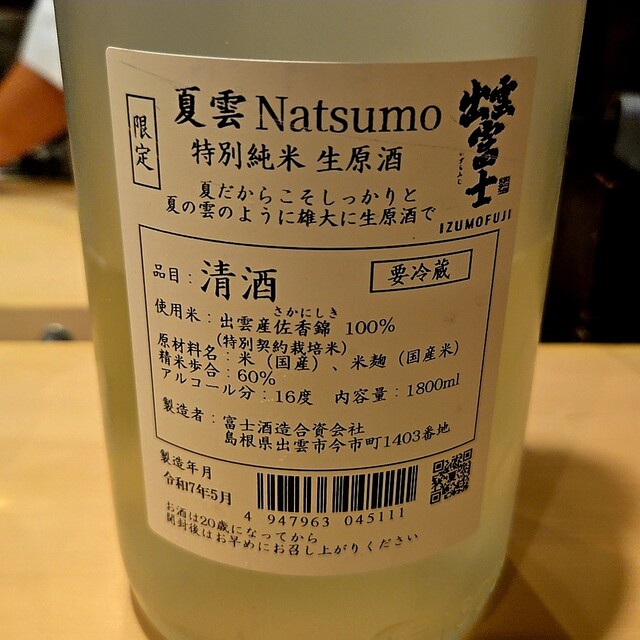 限定
夏雲 Natsumo
特別純米 生原酒
夏だからこそしっかりと
夏の雲のように雄大に生原酒で
出雲富士
IZUMOFUJI
品目：清酒
要冷蔵
さかにしき
使用米：出雲産佐香錦 100%
(特別契約栽培米)
原材料名：米（国産）、米麹（国産米）
精米歩合：60%
アルコール分：16度 内容量：1800ml
製造者：富士酒造合資会社
島根県出雲市今市町1403番地
製造年月
令和7年5月
4 947963 045111
お酒は20歳になってから
開封後はお早めにお召し上がりください